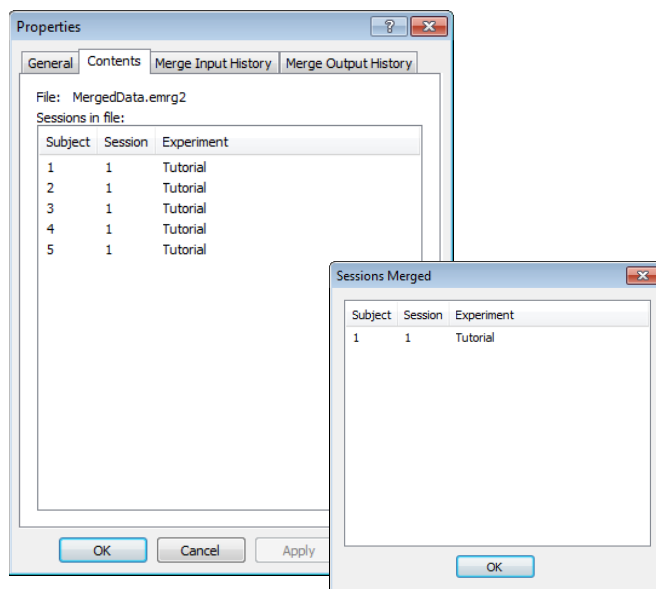 Properties
General Contents Merge Input History Merge Output History
File: MergedData.emrg2
Sessions in file:
Subject Session Experiment
1 1 Tutorial
2 1 Tutorial
3 1 Tutorial
4 1 Tutorial
5 1 Tutorial
OK Cancel Apply
Sessions Merged
Subject Session Experiment
1 1 Tutorial
OK